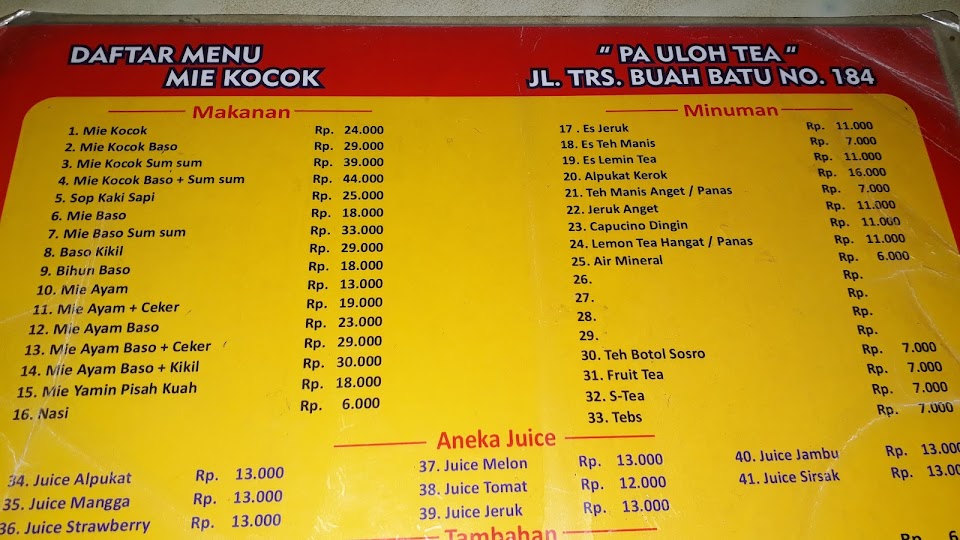 DAFTAR MENU
MIE KOCOK
“ PA ULOH TEA “
JL. TRS. BUAH BATU NO. 184
Makanan
1. Mie Kocok Rp. 24.000
2. Mie Kocok Baso Rp. 29.000
3. Mie Kocok Sum sum Rp. 39.000
4. Mie Kocok Baso + Sum sum Rp. 44.000
5. Sop Kaki Sapi Rp. 25.000
6. Mie Baso Rp. 18.000
7. Mie Baso Sum sum Rp. 33.000
8. Baso Kikil Rp. 29.000
9. Bihun Baso Rp. 18.000
10. Mie Ayam Rp. 13.000
11. Mie Ayam + Ceker Rp. 19.000
12. Mie Ayam Baso Rp. 23.000
13. Mie Ayam Baso + Ceker Rp. 29.000
14. Mie Ayam Baso + Kikil Rp. 30.000
15. Mie Yamin Pisah Kuah Rp. 18.000
16. Nasi Rp. 6.000
Minuman
17 . Es Jeruk Rp. 11.000
18. Es Teh Manis Rp. 7.000
19. Es Lemin Tea Rp. 11.000
20. Alpukat Kerok Rp. 16.000
21. Teh Manis Anget / Panas Rp. 7.000
22. Jeruk Anget Rp. 11.000
23. Capucino Dingin Rp. 11.000
24. Lemon Tea Hangat / Panas Rp. 11.000
25. Air Mineral Rp. 6.000
26. Rp.
27. Rp.
28. Rp.
29. Rp.
30. Teh Botol Sosro Rp. 7.000
31. Fruit Tea Rp. 7.000
32. S-Tea Rp. 7.000
33. Tebs Rp. 7.000
Aneka Juice
34. Juice Alpukat Rp. 13.000
35. Juice Mangga Rp. 13.000
36. Juice Strawberry Rp. 13.000
37. Juice Melon Rp. 13.000
38. Juice Tomat Rp. 12.000
39. Juice Jeruk Rp. 13.000
40. Juice Jambu Rp. 13.000
41. Juice Sirsak Rp. 13.00
Tambahan
Rp. 6